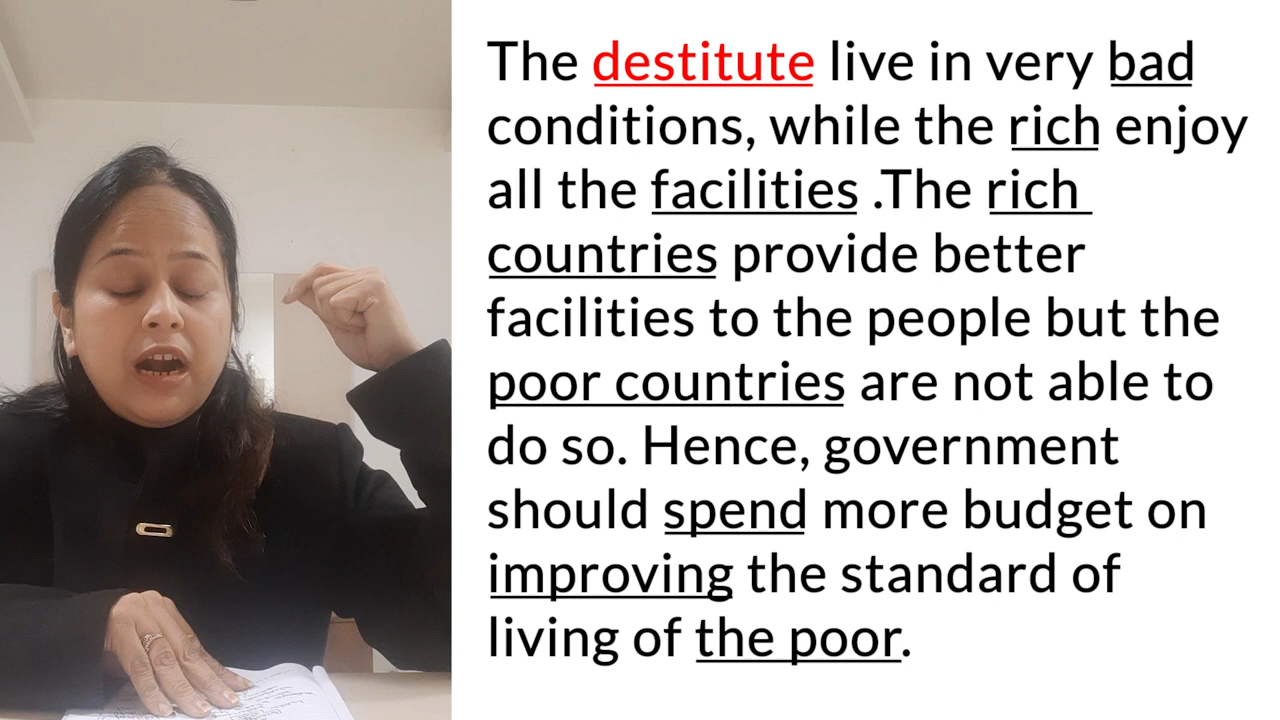 The destitute live in very bad
conditions, while the rich enjoy
all the facilities .The rich
countries provide better
facilities to the people but the
poor countries are not able to
do so. Hence, government
should spend more budget on
improving the standard of
living of the poor.